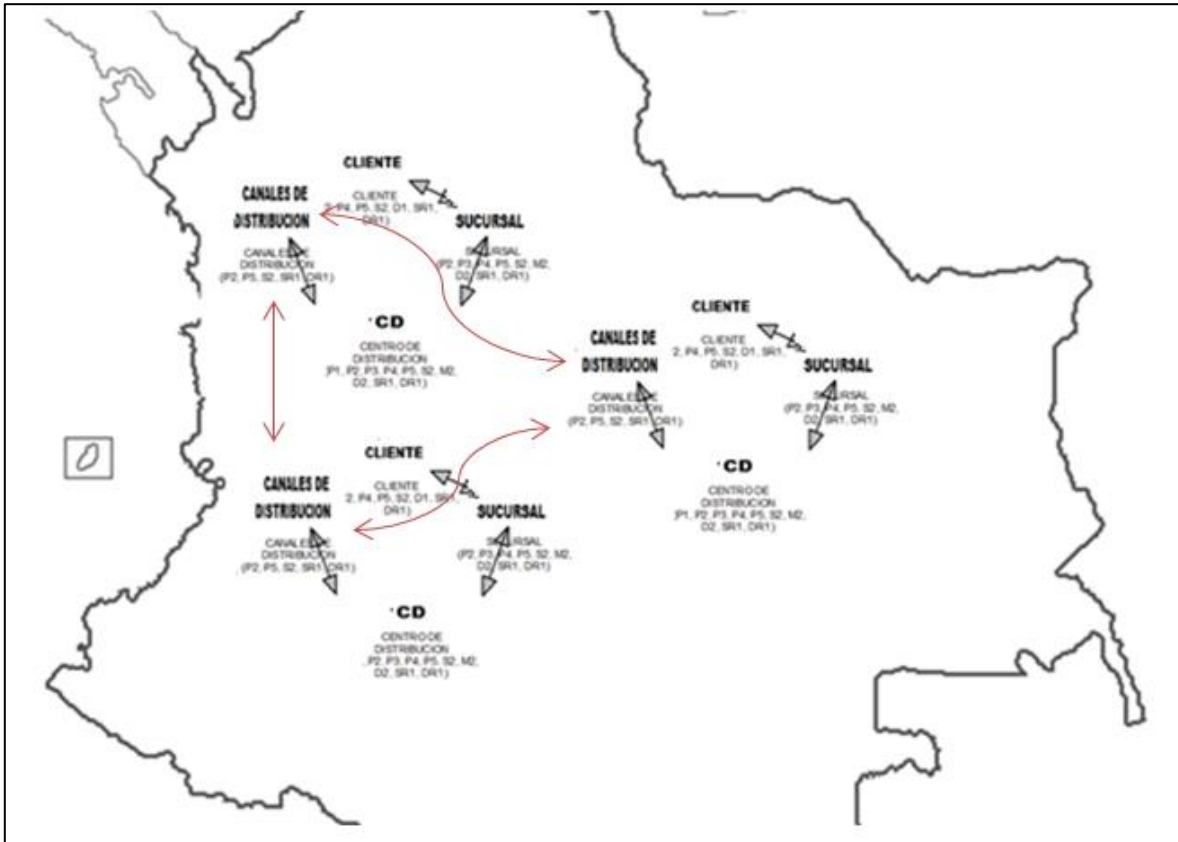 CLIENTE
CLIENTE
2, P4, P5, S2, D1, SR1,
DR1)
CANALES DE
DISTRIBUCION
CANALES DE
DISTRIBUCION
(P2, P5, S2, SR1, DR1)
SUCURSAL
SUCURSAL
(P2, P3, P4, P5, S2, M2,
D2, SR1, DR1)
CD
CENTRO DE
DISTRIBUCION
P1, P2, P3, P4, P5, S2, M2,
D2, SR1, DR1)
CLIENTE
CLIENTE
2, P4, P5, S2, D1, SR1,
DR1)
CANALES DE
DISTRIBUCION
CANALES DE
DISTRIBUCION
(P2, P5, S2, SR1, DR1)
SUCURSAL
SUCURSAL
(P2, P3, P4, P5, S2, M2,
D2, SR1, DR1)
CD
CENTRO DE
DISTRIBUCION
P1, P2, P3, P4, P5, S2, M2,
D2, SR1, DR1)
CLIENTE
CLIENTE
2, P4, P5, S2, D1, SR1,
DR1)
CANALES DE
DISTRIBUCION
CANALES DE
DISTRIBUCION
(P2, P5, S2, SR1, DR1)
SUCURSAL
SUCURSAL
(P2, P3, P4, P5, S2, M2,
D2, SR1, DR1)
CD
CENTRO DE
DISTRIBUCION
, P2, P3, P4, P5, S2, M2,
D2, SR1, DR1)